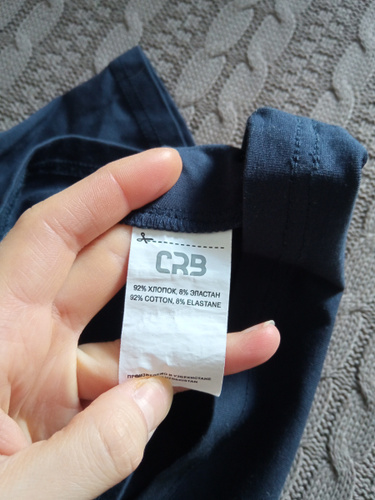 CRB
92% ХЛОПОК, 8% ЭЛАСТАН
92% COTTON, 8% ELASTANE